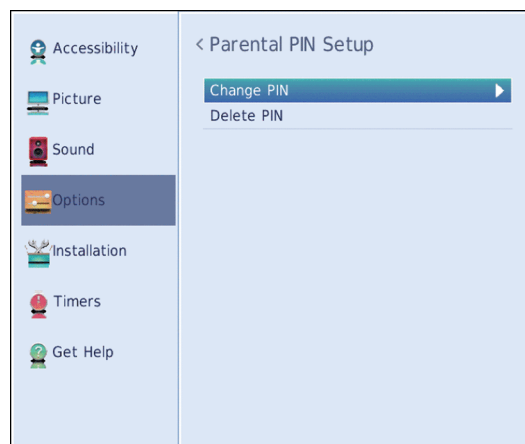 Accessibility
Picture
Sound
Options
Installation
Timers
Get Help
< Parental PIN Setup
Change PIN
Delete PIN